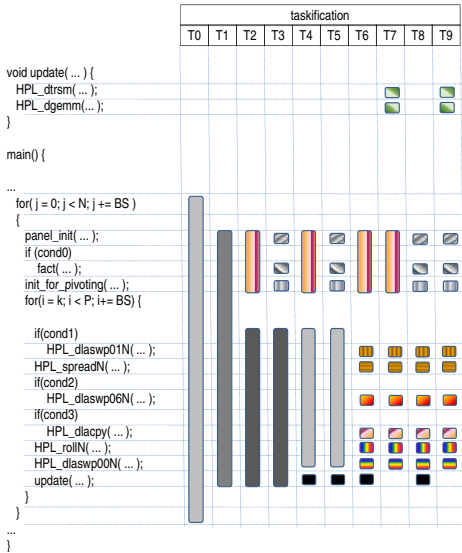 taskification
T0 T1 T2 T3 T4 T5 T6 T7 T8 T9
void update( ... ) {
HPL_dtrsm( ... );
HPL_dgemm(... );
}
main() {
...
for( j = 0; j < N; j += BS )
{
panel_init( ... );
if (cond0)
fact( ... );
init_for_pivoting( ... );
for(i = k; i < P; i+= BS) {
if(cond1)
HPL_dlaswp01N( ... );
HPL_spreadN( ... );
if(cond2)
HPL_dlaswp06N( ... );
if(cond3)
HPL_dlacpy( ... );
HPL_rollN( ... );
HPL_dlaswp00N( ... );
update( ... );
}
}
...
}